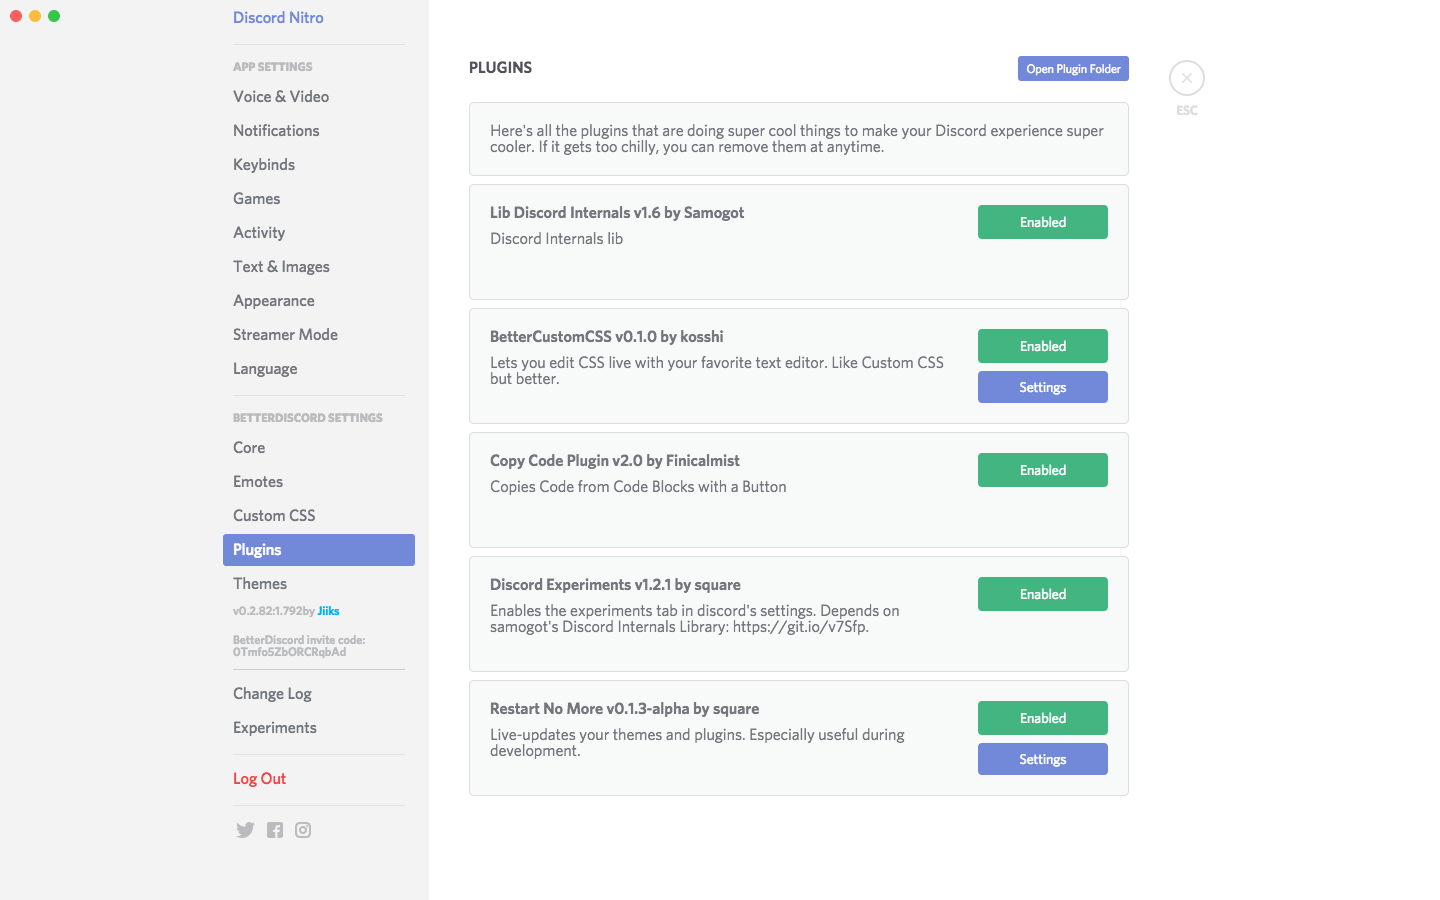 Discord Nitro
APP SETTINGS
Voice & Video
Notifications
Keybinds
Games
Activity
Text & Images
Appearance
Streamer Mode
Language
BETTERDISCORD SETTINGS
Core
Emotes
Custom CSS
Plugins
Themes
v0.2.82:1.792by Jiiks
BetterDiscord invite code:
0Tmfo5ZbORCRqbAd
Change Log
Experiments
Log Out
PLUGINS
Open Plugin Folder
ESC
Here's all the plugins that are doing super cool things to make your Discord experience super
cooler. If it gets too chilly, you can remove them at anytime.
Lib Discord Internals v1.6 by Samogot
Enabled
Discord Internals lib
BetterCustomCSS v0.1.0 by kosshi
Enabled
Lets you edit CSS live with your favorite text editor. Like Custom CSS
but better.
Settings
Copy Code Plugin v2.0 by Finicalmist
Enabled
Copies Code from Code Blocks with a Button
Discord Experiments v1.2.1 by square
Enabled
Enables the experiments tab in discord's settings. Depends on
samogot's Discord Internals Library: https://git.io/v7Sfp.
Restart No More v0.1.3-alpha by square
Enabled
Live-updates your themes and plugins. Especially useful during
development.
Settings